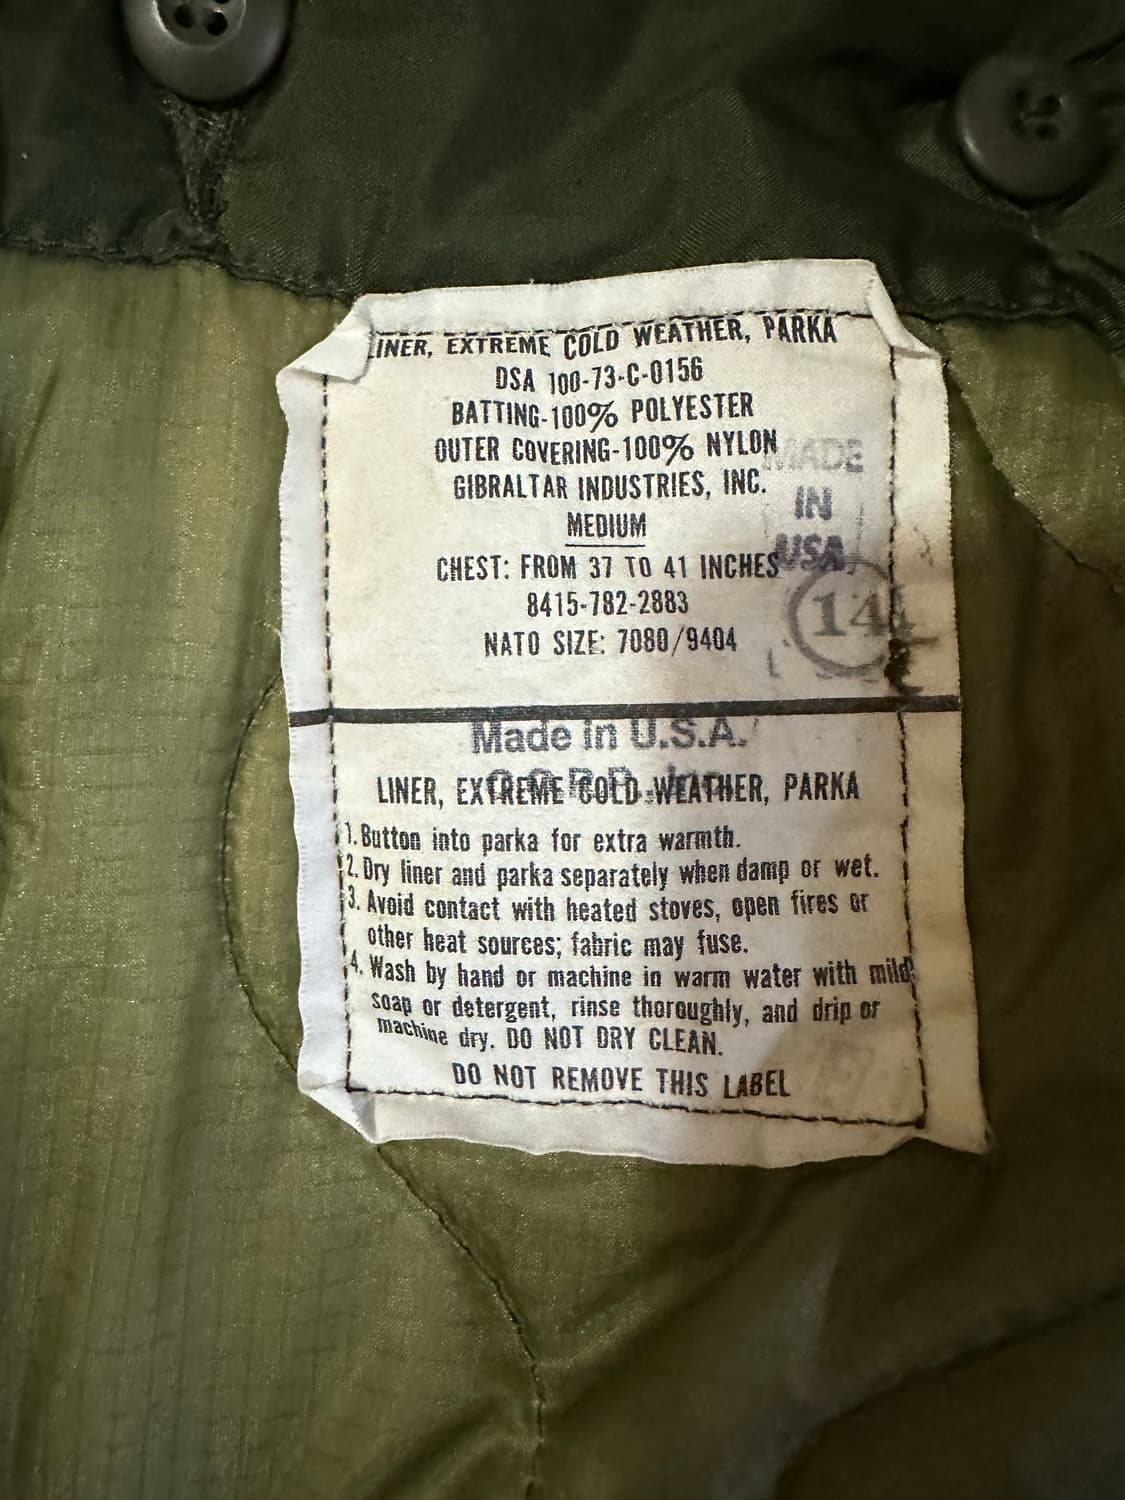 LINER, EXTREME COLD WEATHER, PARKA
DSA 100-73-C-0156
BATTING-100% POLYESTER
OUTER COVERING-100% NYLON
GIBRALTAR INDUSTRIES, INC.
MEDIUM
CHEST: FROM 37 TO 41 INCHES
8415-782-2883
NATO SIZE: 7080/9404
MADE
IN
USA
14
Made in U.S.A.
LINER, EXTREME COLD WEATHER, PARKA
1. Button into parka for extra warmth.
2. Dry liner and parka separately when damp or wet.
3. Avoid contact with heated stoves, open fires or
other heat sources; fabric may fuse.
4. Wash by hand or machine in warm water with mild
soap or detergent, rinse thoroughly, and drip or
machine dry. DO NOT DRY CLEAN.
DO NOT REMOVE THIS LABEL